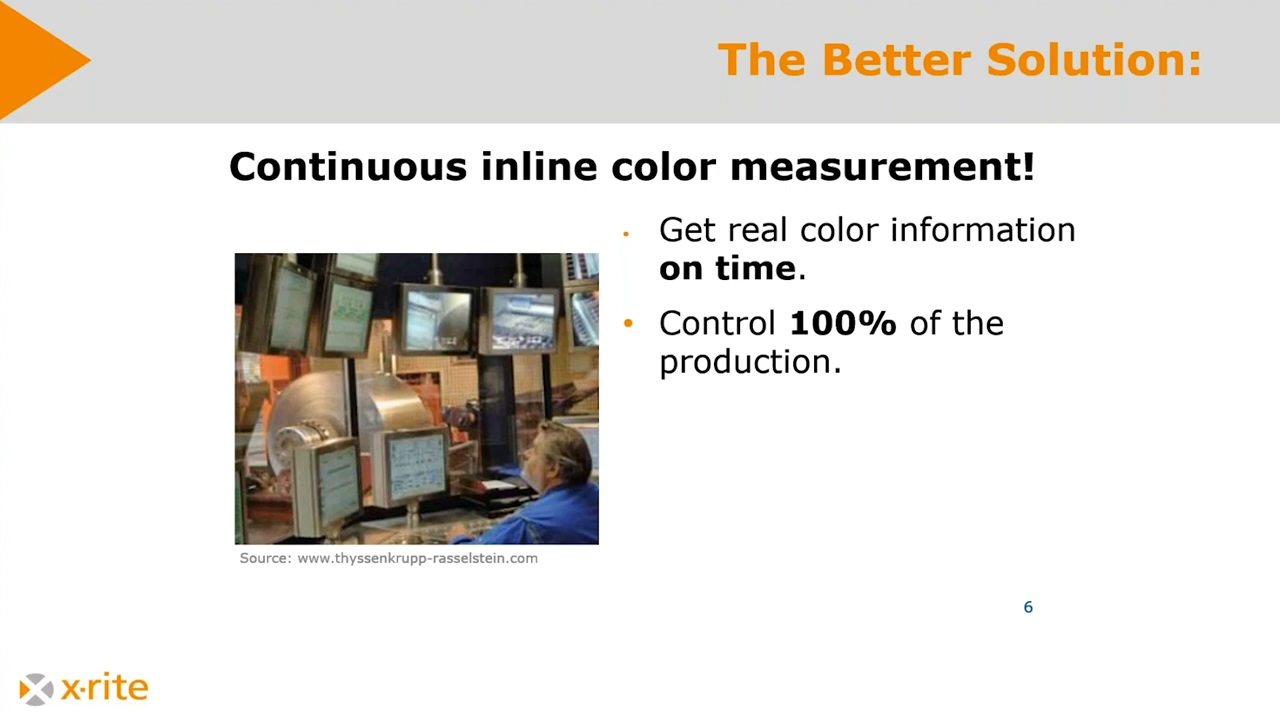 The Better Solution:
Continuous inline color measurement!
• Get real color information
on time.
• Control 100% of the
production.
Source: www.thyssenkrupp-rasselstein.com
6
x·rite